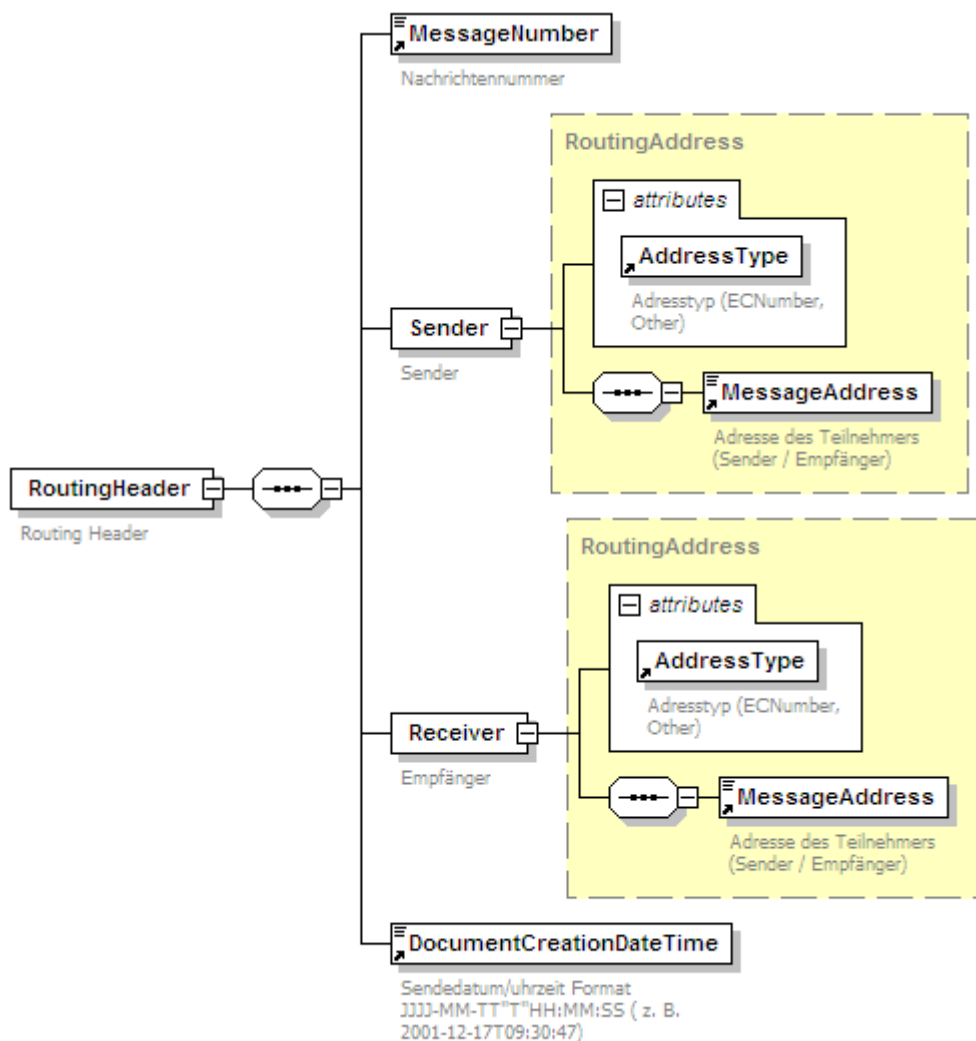 MessageNumber
Nachrichtennummer
RoutingAddress
attributes
AddressType
Adresstyp (ECNumber,
Other)
Sender
Sender
MessageAddress
Adresse des Teilnehmers
(Sender / Empfänger)
RoutingHeader
Routing Header
RoutingAddress
attributes
AddressType
Adresstyp (ECNumber,
Other)
Receiver
Empfänger
MessageAddress
Adresse des Teilnehmers
(Sender / Empfänger)
DocumentCreationDateTime
Sendedatum/uhrzeit Format
JJJJ-MM-TT"T"HH:MM:SS ( z. B.
2001-12-17T09:30:47)